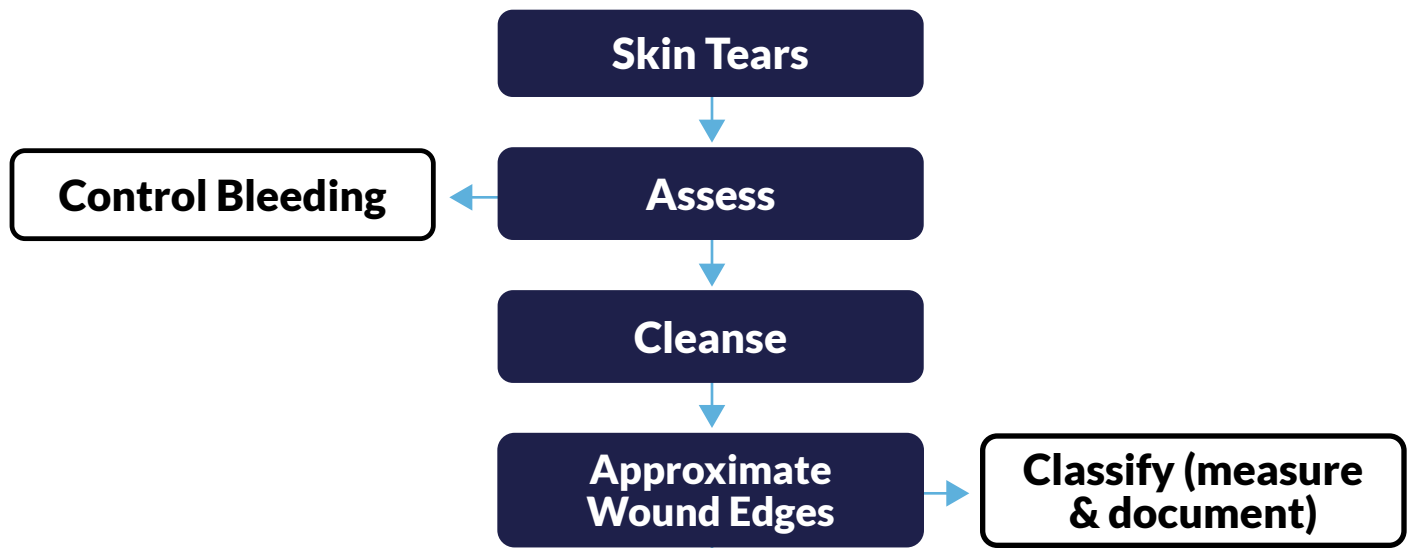 Skin Tears
Control Bleeding
Assess
Cleanse
Approximate
Wound Edges
Classify (measure
& document)